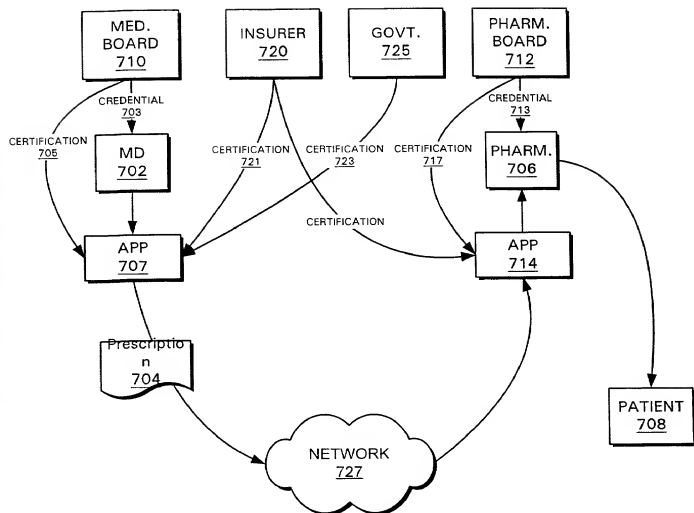 MED.
BOARD
710
INSURER
720
GOVT.
725
PHARM.
BOARD
712
CREDENTIAL
703
CREDENTIAL
713
CERTIFICATION
705
MD
702
CERTIFICATION
721
CERTIFICATION
723
CERTIFICATION
717
PHARM.
706
CERTIFICATION
APP
707
APP
714
Prescriptio
n
704
PATIENT
708
NETWORK
727